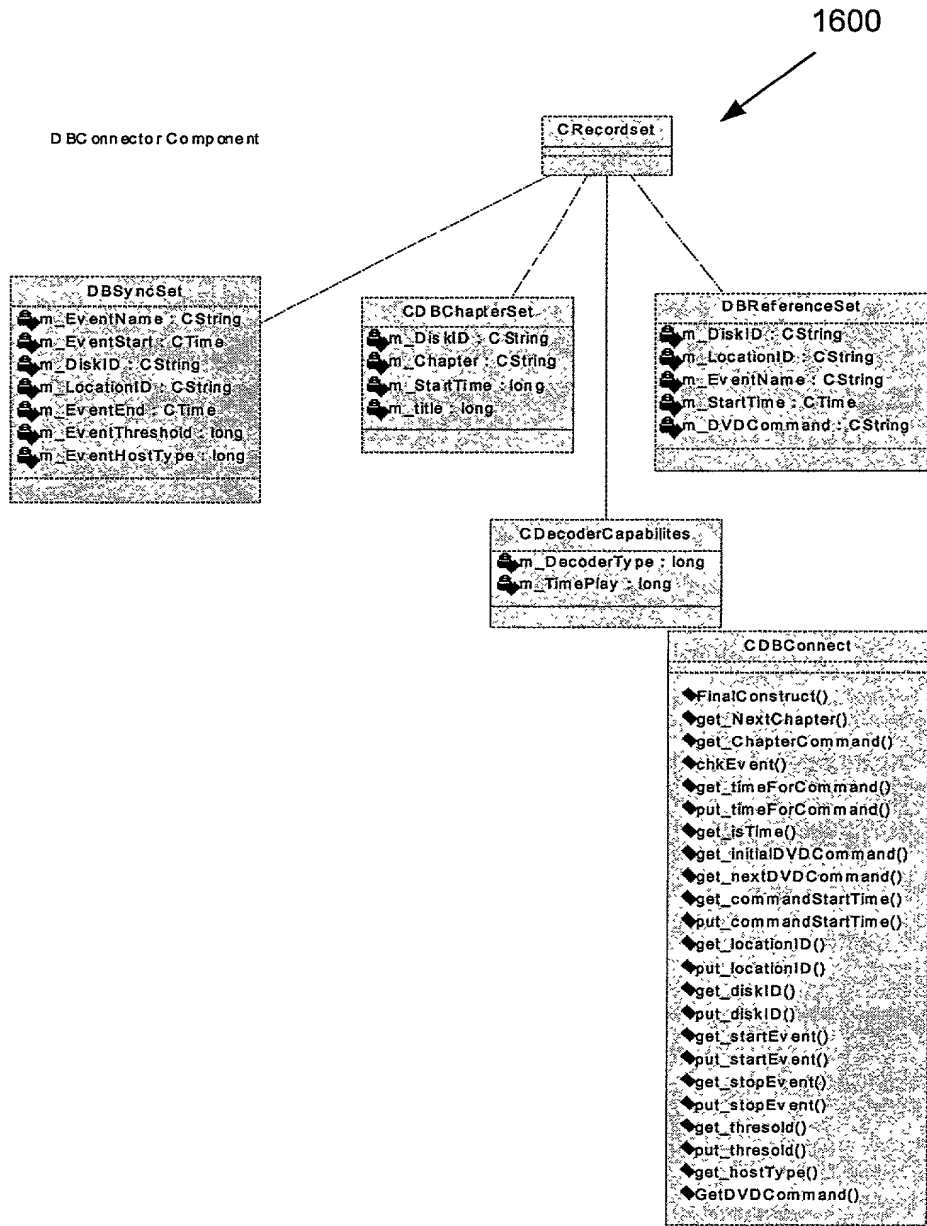 1600
DBConnector Component
CRecordset
DBSyncSet
m_EventName : CString
m_EventStart : CTime
m_DiskID : CString
m_LocationID : CString
m_EventEnd : CTime
m_EventThreshold : long
m_EventHostType : long
CDBChapterSet
m_DiskID : CString
m_Chapter : CString
m_StartTime : long
m_title : long
DBReferenceSet
m_DiskID : CString
m_LocationID : CString
m_EventName : CString
m_StartTime : CTime
m_DVDCommand : CString
CDecoderCapabilites
m_DecoderType : long
m_TimePlay : long
CDBConnect
FinalConstruct()
get_NextChapter()
get_ChapterCommand()
chkEvent()
get_timeForCommand()
put_timeForCommand()
get_isTime()
get_initialDVDCommand()
get_nextDVDCommand()
get_commandStartTime()
put_commandStartTime()
get_locationID()
put_locationID()
get_diskID()
put_diskID()
get_startEvent()
put_startEvent()
get_stopEvent()
put_stopEvent()
get_thresold()
put_thresold()
get_hostType()
GetDVDCommand()